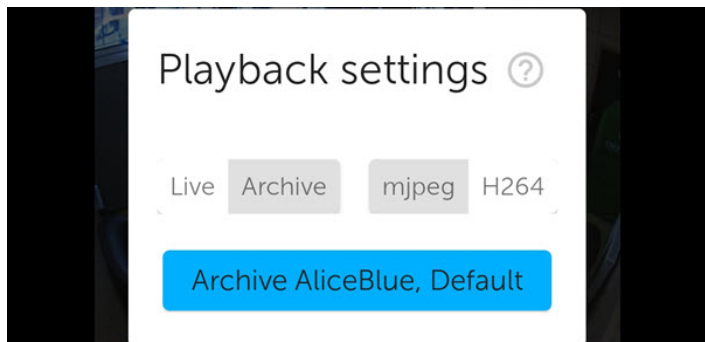 Playback settings ?
Live Archive mjpeg H264
Archive AliceBlue, Default